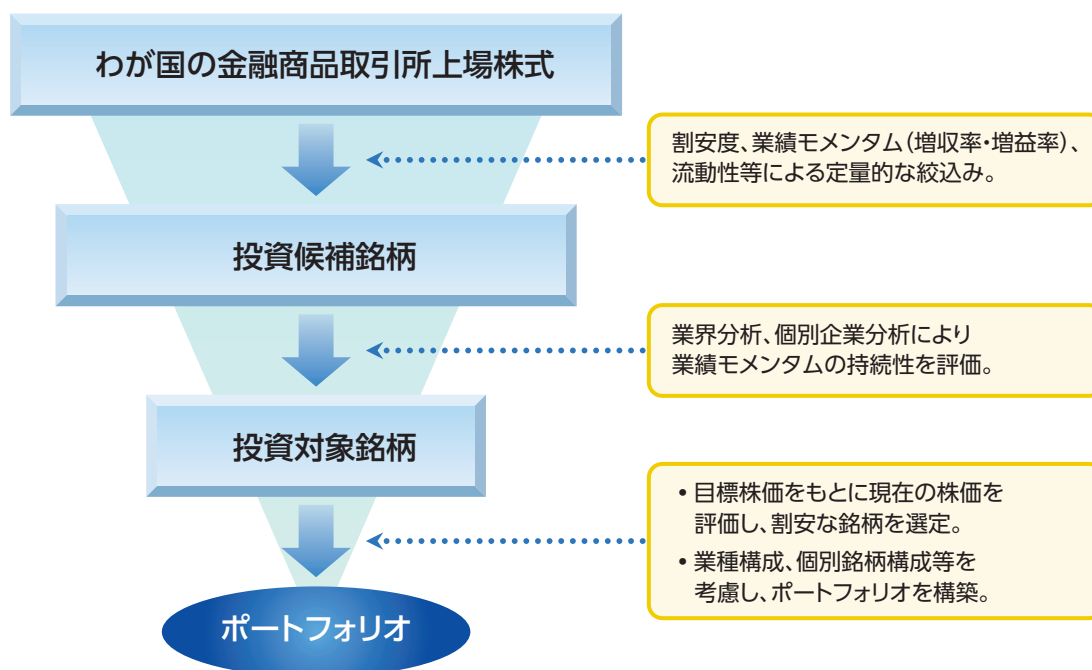 わが国の金融商品取引所上場株式
割安度、業績モメンタム(増収率・増益率)、
流動性等による定量的な絞込み。
投資候補銘柄
業界分析、個別企業分析により
業績モメンタムの持続性を評価。
投資対象銘柄
• 目標株価をもとに現在の株価を
評価し、割安な銘柄を選定。
• 業種構成、個別銘柄構成等を
考慮し、ポートフォリオを構築。
ポートフォリオ